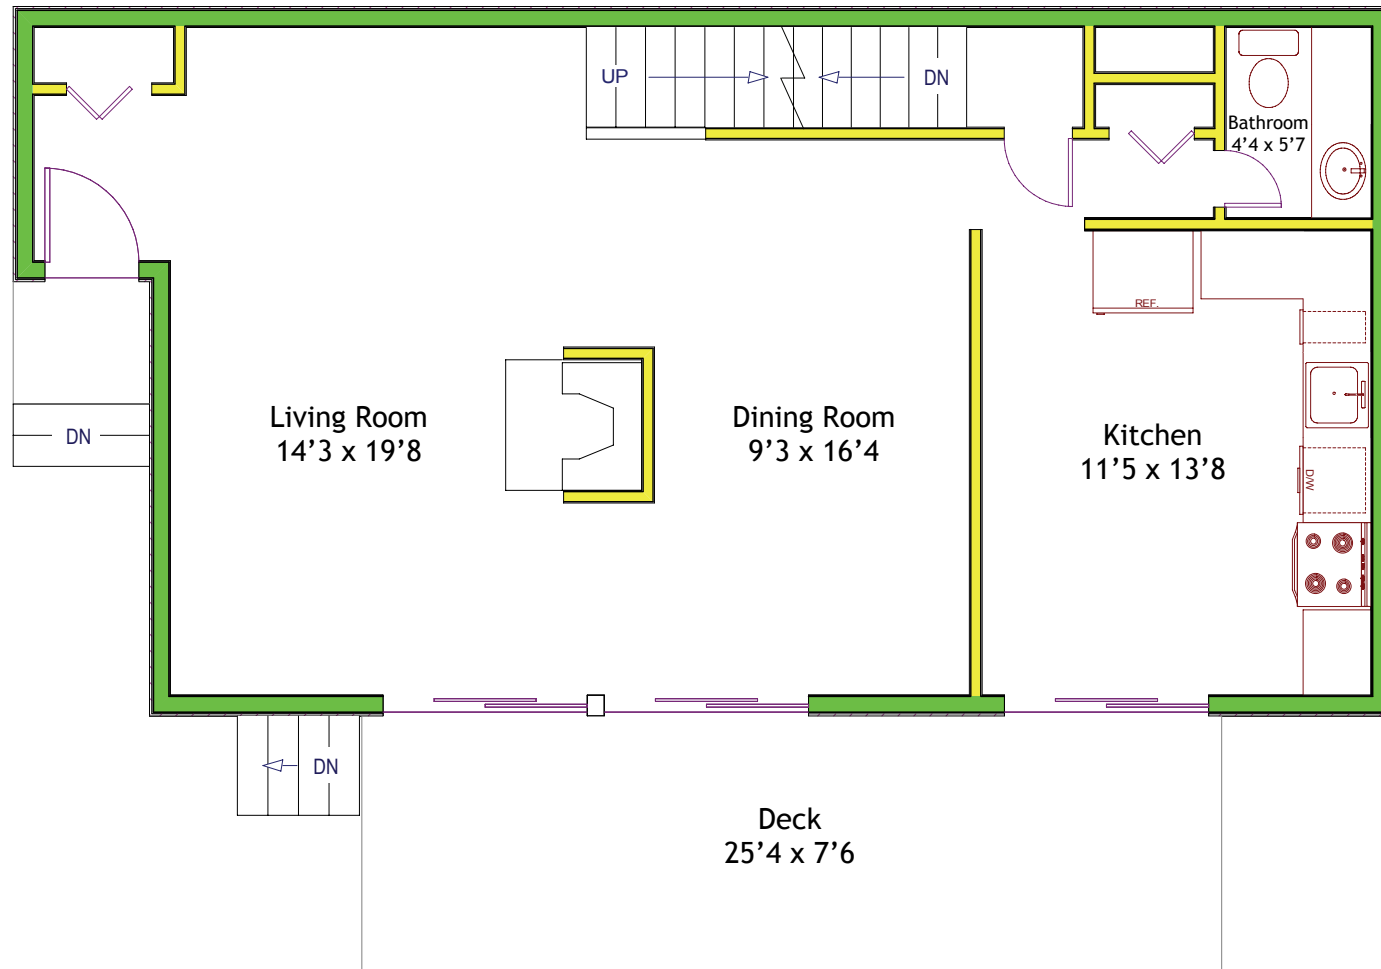 UP
DN
Bathroom
4'4 x 5'7
REF.
Living Room
14'3 x 19'8
Dining Room
9'3 x 16'4
DN
Kitchen
11'5 x 13'8
D/W
DN
Deck
25'4 x 7'6